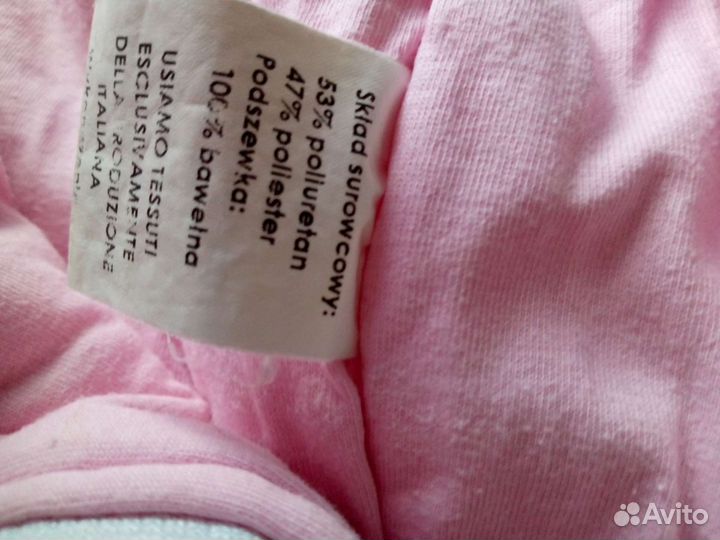 Skład surowcowy:
53% poliuretan
47% poliester
Podszewka:
100% bawełna
USIAMO TESSUTI
ESCLUSIVAMENTE
DELLA PRODUZIONE
ITALIANA
Avito